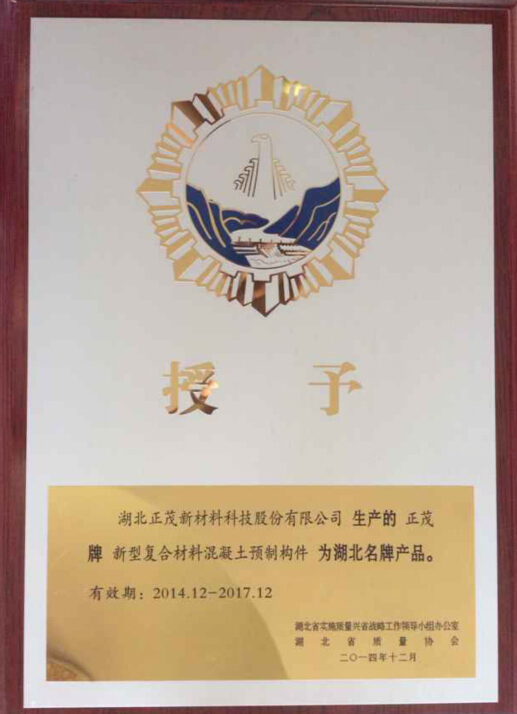 授 予
湖北正茂新材料科技股份有限公司 生产的 正茂
牌 新型复合材料混凝土预制构件 为湖北名牌产品。
有效期：2014.12-2017.12
湖北省实施质量兴省战略工作领导小组办公室
湖北省质量协会
二〇一四年十二月